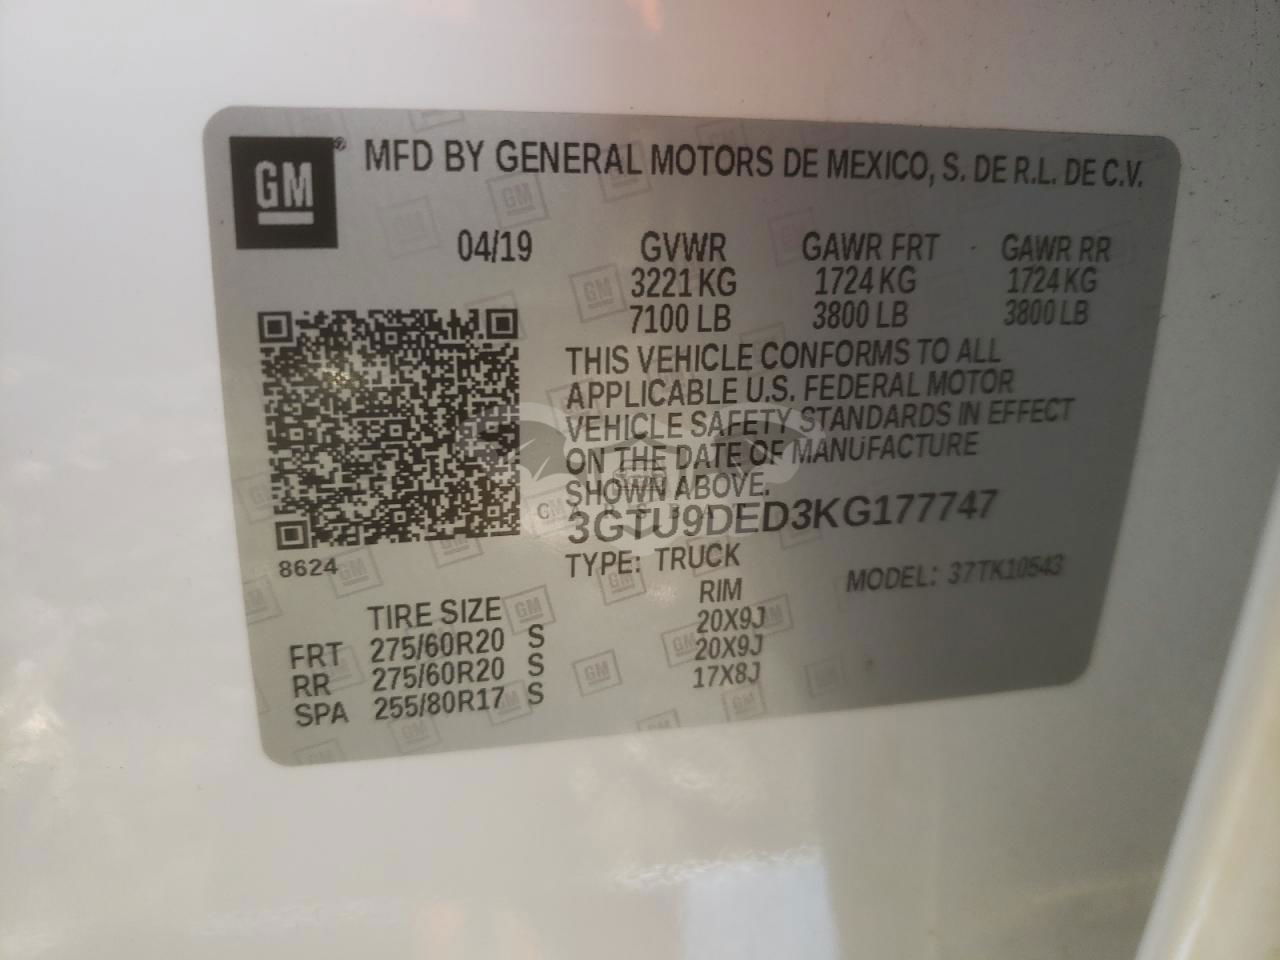 GM ® MFD BY GENERAL MOTORS DE MEXICO, S. DE R.L. DE C.V.
04/19 GVWR GAWR FRT GAWR RR
3221 KG 1724 KG 1724 KG
7100 LB 3800 LB 3800 LB
THIS VEHICLE CONFORMS TO ALL
APPLICABLE U.S. FEDERAL MOTOR
VEHICLE SAFETY STANDARDS IN EFFECT
ON THE DATE OF MANUFACTURE
SHOWN ABOVE.
3GTU9DED3KG177747
8624 TYPE: TRUCK MODEL: 37TK10543
TIRE SIZE RIM
FRT 275/60R20 S 20X9J
RR 275/60R20 S 20X9J
SPA 255/80R17 S 17X8J